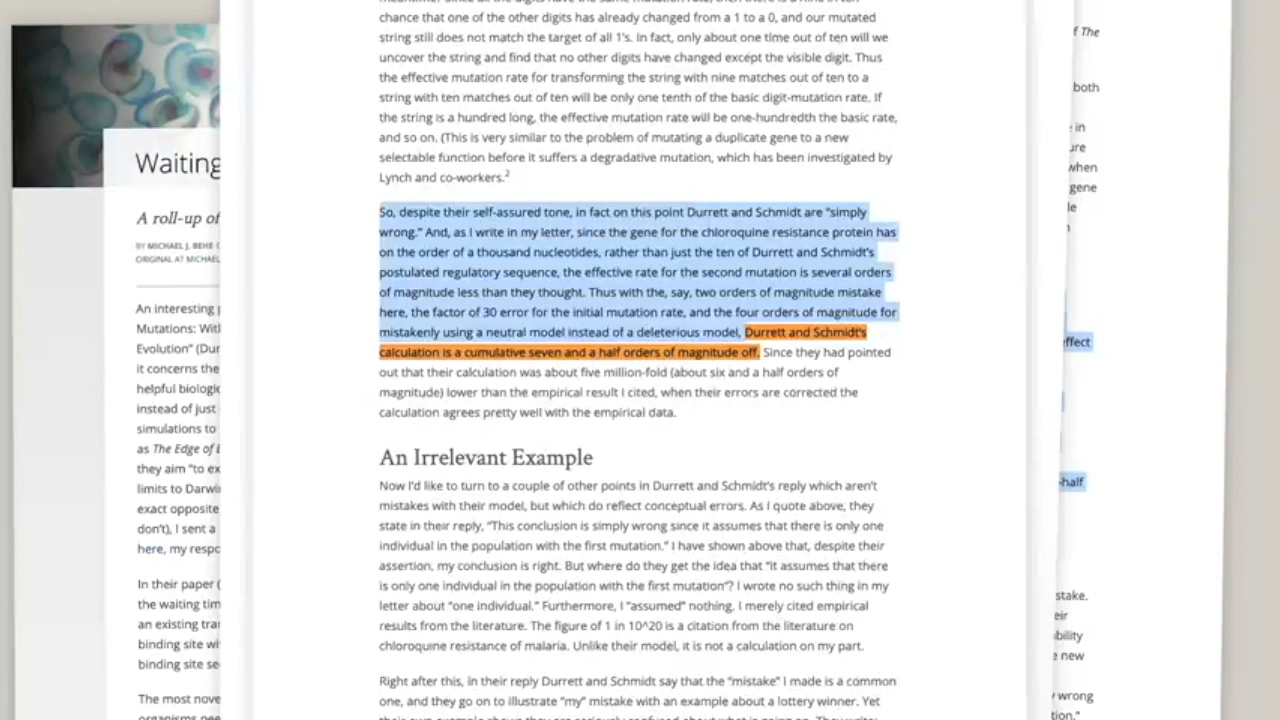 Waiting
A roll-up of
BY MICHAEL J. BEHE
ORIGINAL AT MICHAEL
An interesting
Mutations: With
Evolution” (Dur
it concerns the
helpful biologic
instead of just
simulations to
as The Edge of
they aim “to ex
limits to Darwi
exact opposite
don’t), I sent a
here, my respo
In their paper (
the waiting tim
an existing tran
binding site wi
binding site se
The most nove
organisms nee
chance that one of the other digits has already changed from a 1 to a 0, and our mutated
string still does not match the target of all 1’s. In fact, only about one time out of ten will we
uncover the string and find that no other digits have changed except the visible digit. Thus
the effective mutation rate for transforming the string with nine matches out of ten to a
string with ten matches out of ten will be only one tenth of the basic digit-mutation rate. If
the string is a hundred long, the effective mutation rate will be one-hundredth the basic rate,
and so on. (This is very similar to the problem of mutating a duplicate gene to a new
selectable function before it suffers a degradative mutation, which has been investigated by
Lynch and co-workers.2
So, despite their self-assured tone, in fact on this point Durrett and Schmidt are “simply
wrong.” And, as I write in my letter, since the gene for the chloroquine resistance protein has
on the order of a thousand nucleotides, rather than just the ten of Durrett and Schmidt’s
postulated regulatory sequence, the effective rate for the second mutation is several orders
of magnitude less than they thought. Thus with the, say, two orders of magnitude mistake
here, the factor of 30 error for the initial mutation rate, and the four orders of magnitude for
mistakenly using a neutral model instead of a deleterious model, Durrett and Schmidt’s
calculation is a cumulative seven and a half orders of magnitude off. Since they had pointed
out that their calculation was about five million-fold (about six and a half orders of
magnitude) lower than the empirical result I cited, when their errors are corrected the
calculation agrees pretty well with the empirical data.
An Irrelevant Example
Now I’d like to turn to a couple of other points in Durrett and Schmidt’s reply which aren’t
mistakes with their model, but which do reflect conceptual errors. As I quote above, they
state in their reply, “This conclusion is simply wrong since it assumes that there is only one
individual in the population with the first mutation.” I have shown above that, despite their
assertion, my conclusion is right. But where do they get the idea that “it assumes that there
is only one individual in the population with the first mutation”? I wrote no such thing in my
letter about “one individual.” Furthermore, I “assumed” nothing. I merely cited empirical
results from the literature. The figure of 1 in 10^20 is a citation from the literature on
chloroquine resistance of malaria. Unlike their model, it is not a calculation on my part.
Right after this, in their reply Durrett and Schmidt say that the “mistake” I made is a common
one, and they go on to illustrate “my” mistake with an example about a lottery winner. Yet
f The
both
in
ure
when
gene
le
n
ffect
-half
stake.
eir
bility
new
wrong
tion.”